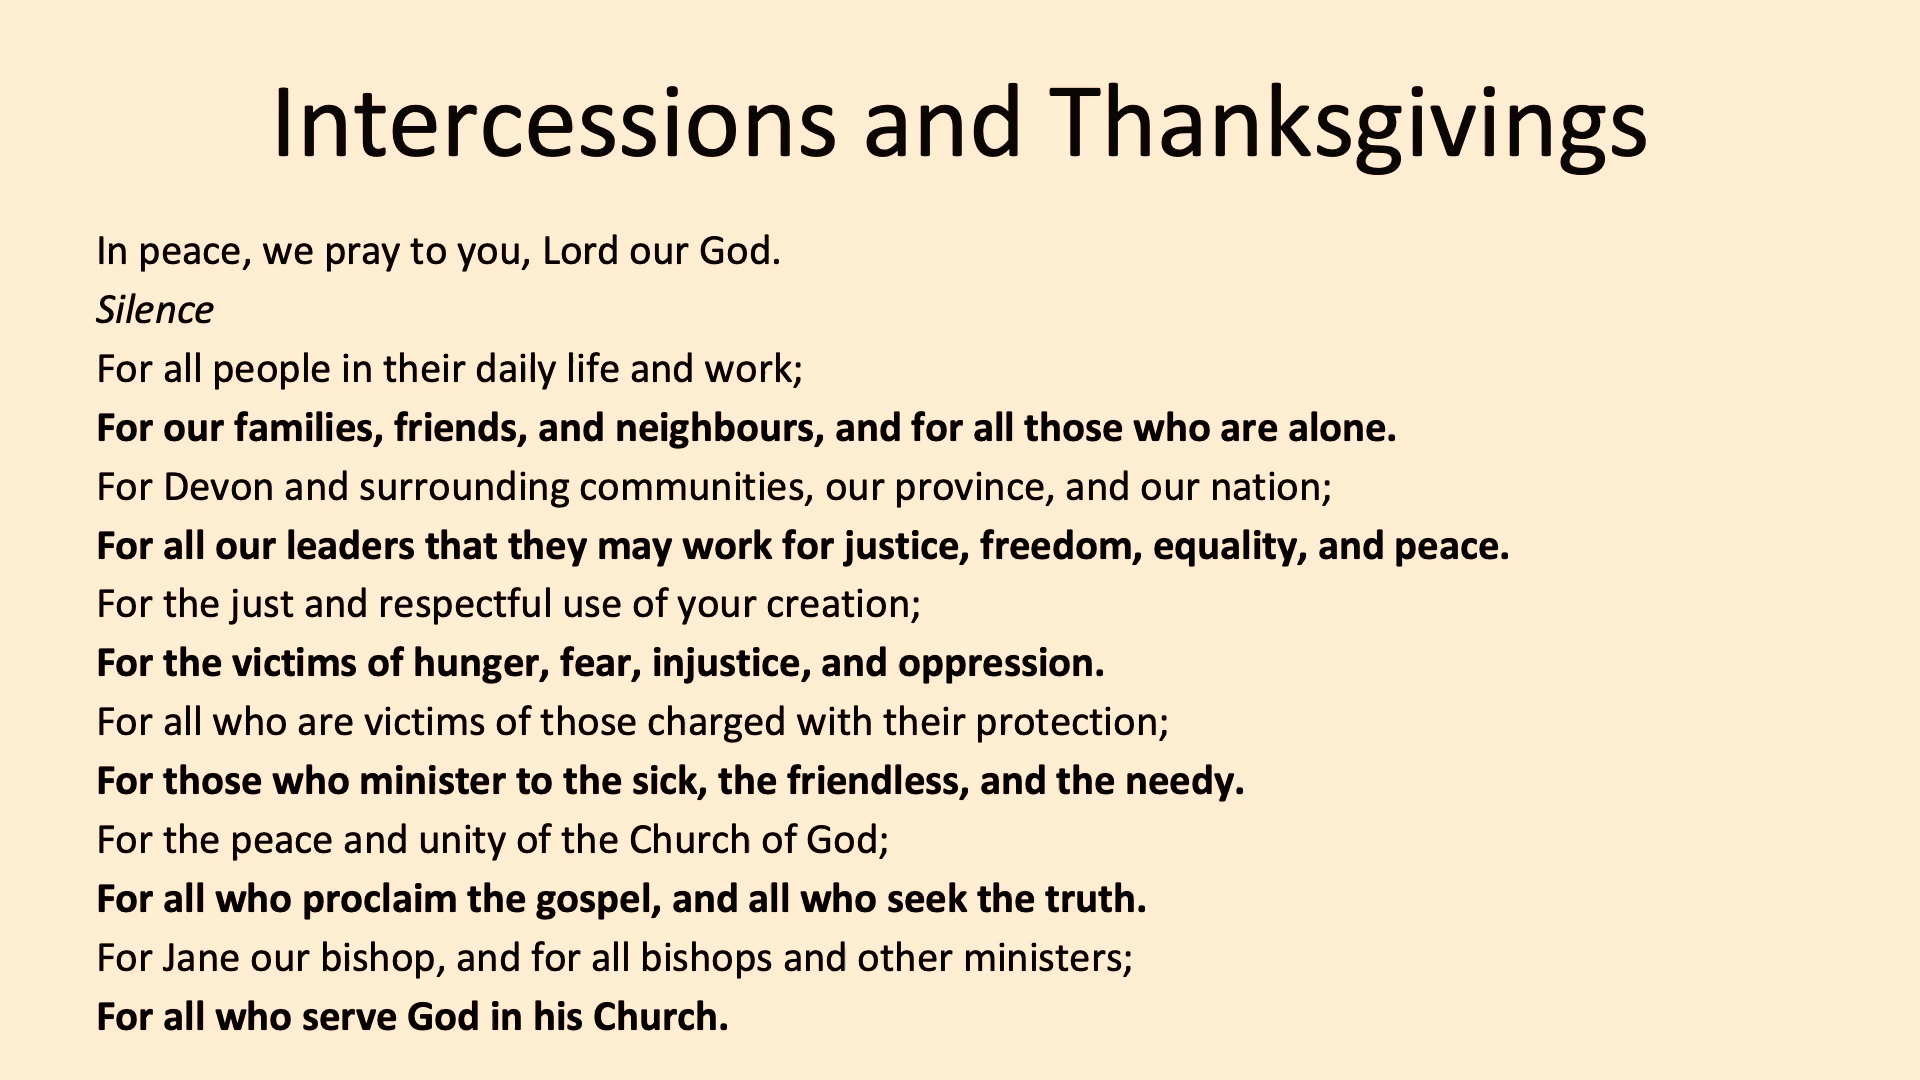 Intercessions and Thanksgivings
In peace, we pray to you, Lord our God.
Silence
For all people in their daily life and work;
For our families, friends, and neighbours, and for all those who are alone.
For Devon and surrounding communities, our province, and our nation;
For all our leaders that they may work for justice, freedom, equality, and peace.
For the just and respectful use of your creation;
For the victims of hunger, fear, injustice, and oppression.
For all who are victims of those charged with their protection;
For those who minister to the sick, the friendless, and the needy.
For the peace and unity of the Church of God;
For all who proclaim the gospel, and all who seek the truth.
For Jane our bishop, and for all bishops and other ministers;
For all who serve God in his Church.